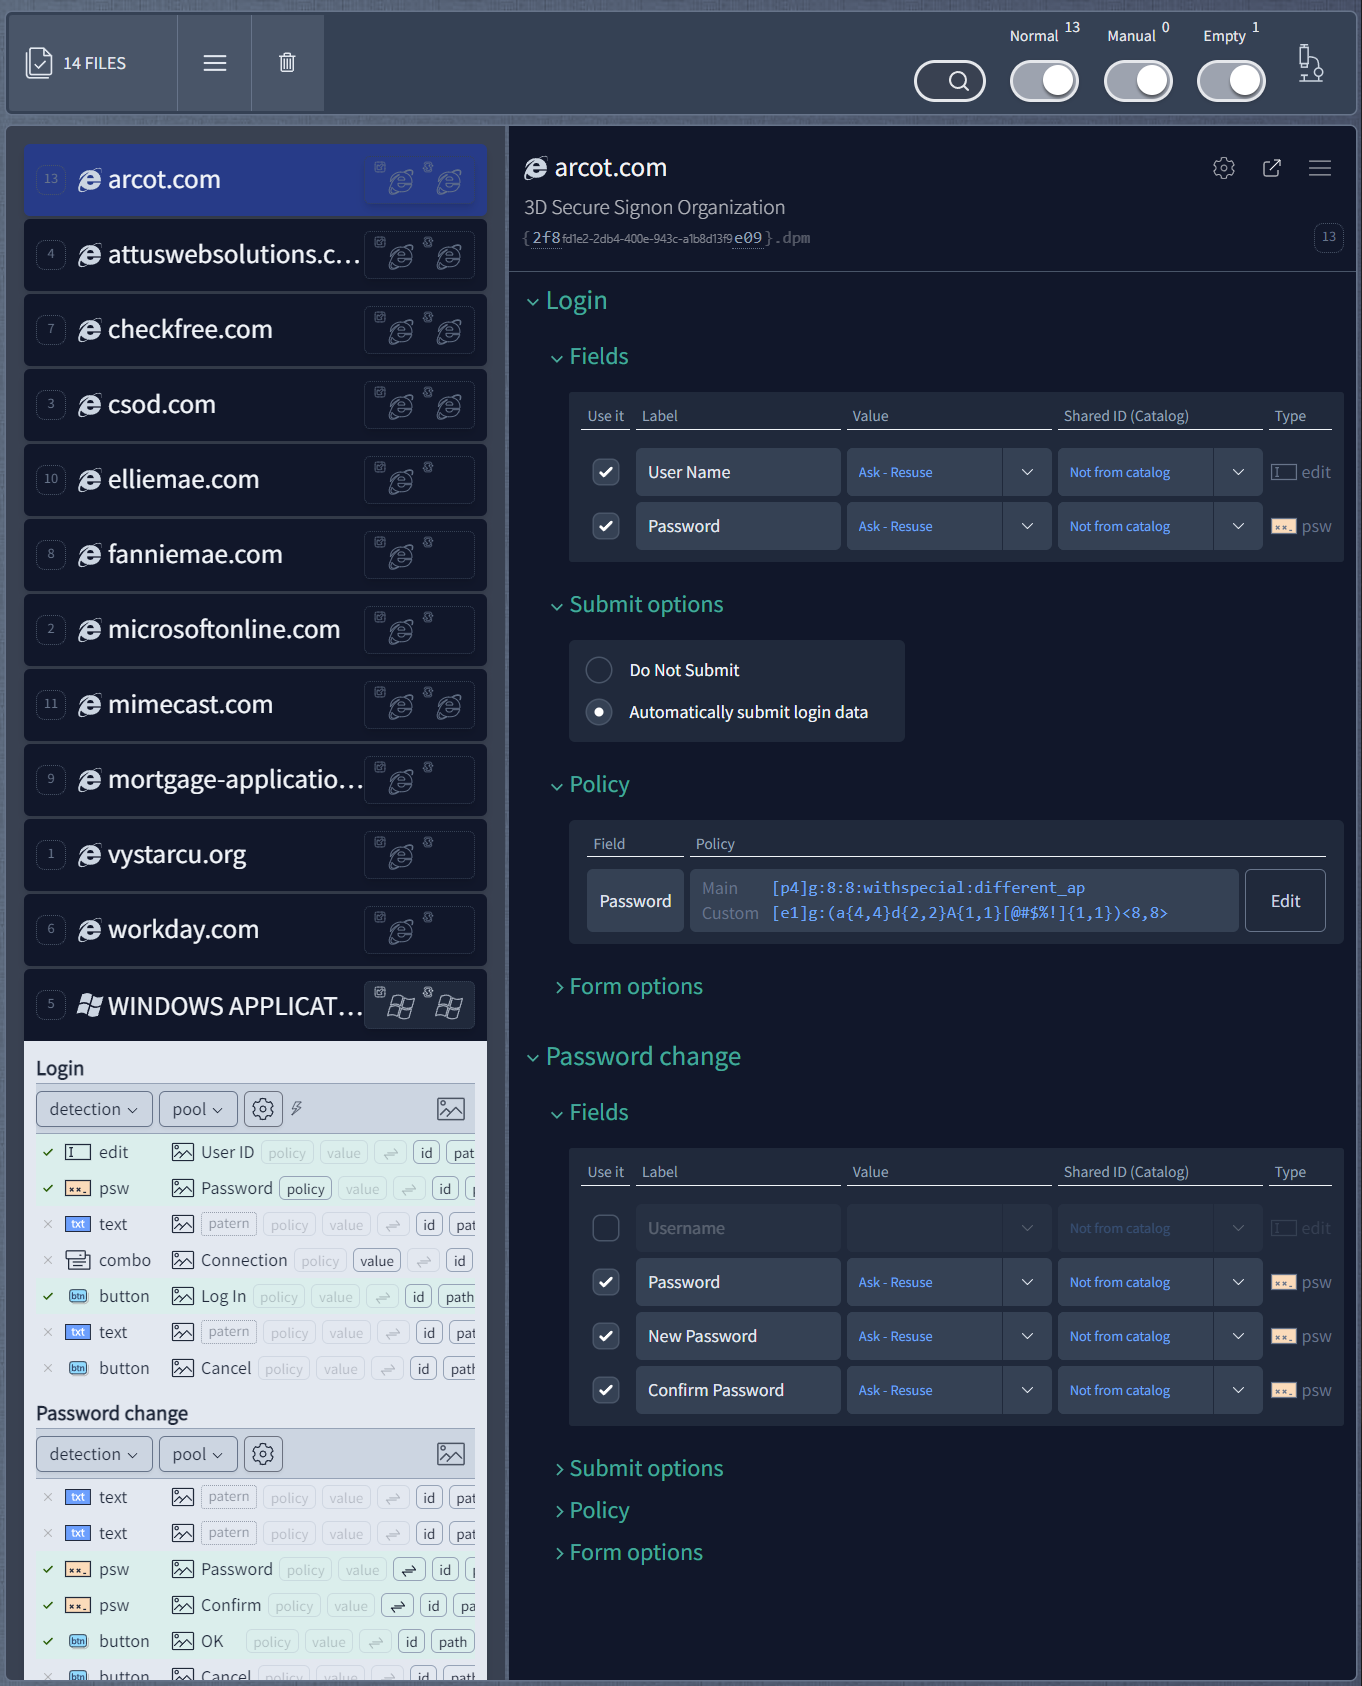 14 FILES
Normal 13
Manual 0
Empty 1
13 arcot.com
4 attuswebsolutions.c...
7 checkfree.com
3 csod.com
10 elliemae.com
8 fanniemae.com
2 microsoftonline.com
11 mimecast.com
9 mortgage-applicatio...
1 vystarcu.org
6 workday.com
5 WINDOWS APPLICAT...
Login
detection pool
edit User ID policy value id pat
psw Password policy value id
txt text patern policy value id pat
combo Connection policy value id
btn button Log In policy value id path
txt text patern policy value id pat
btn button Cancel policy value id path
Password change
detection pool
txt text patern policy value id pat
txt text patern policy value id pat
psw Password policy value id
psw Confirm policy value id pa
btn button OK policy value id path
btn button Cancel policy value id path
arcot.com
3D Secure Signon Organization
{2f8fd1e2-2db4-400e-943c-a1b8d13f9e09}.dpm
13
Login
Fields
Use it Label Value Shared ID (Catalog) Type
User Name Ask - Resuse Not from catalog edit
Password Ask - Resuse Not from catalog psw
Submit options
Do Not Submit
Automatically submit login data
Policy
Field Policy
Password
Main [p4]g:8:8:withspecial:different_ap
Custom [e1]g:(a{4,4}d{2,2}A{1,1}[@#$%!]{1,1})<8,8>
Edit
Form options
Password change
Fields
Use it Label Value Shared ID (Catalog) Type
Username Not from catalog edit
Password Ask - Resuse Not from catalog psw
New Password Ask - Resuse Not from catalog psw
Confirm Password Ask - Resuse Not from catalog psw
Submit options
Policy
Form options